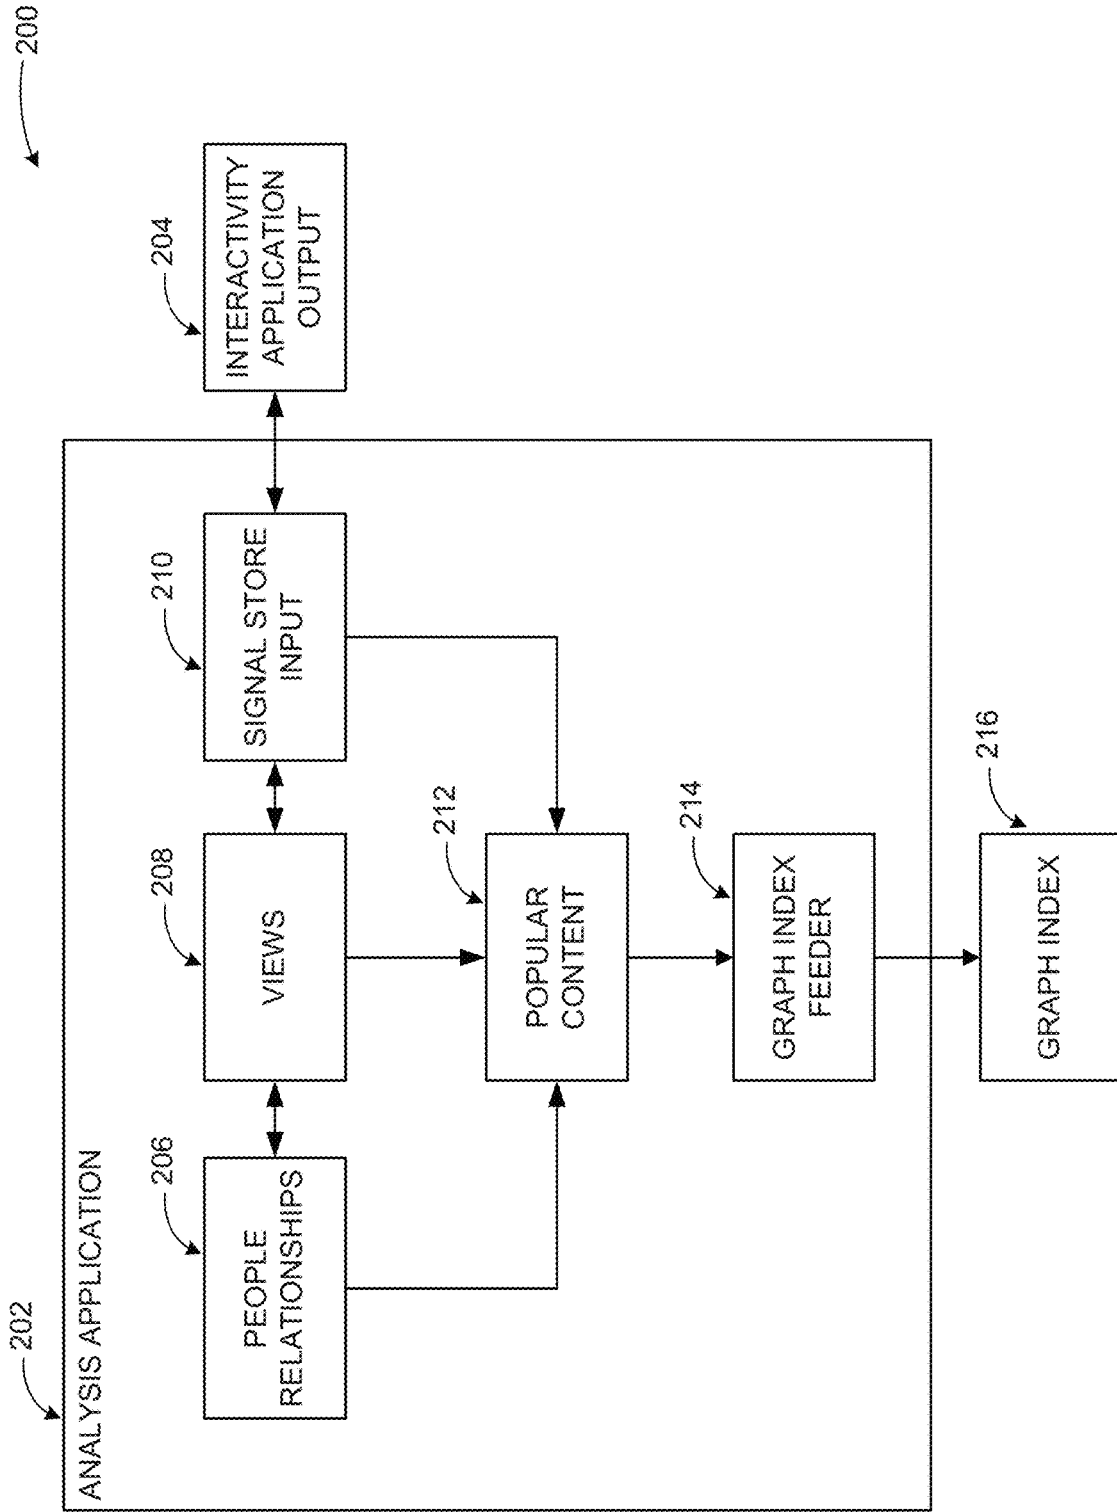 200
202
ANALYSIS APPLICATION
206
PEOPLE
RELATIONSHIPS
208
VIEWS
210
SIGNAL STORE
INPUT
204
INTERACTIVITY
APPLICATION
OUTPUT
212
POPULAR
CONTENT
214
GRAPH INDEX
FEEDER
216
GRAPH INDEX